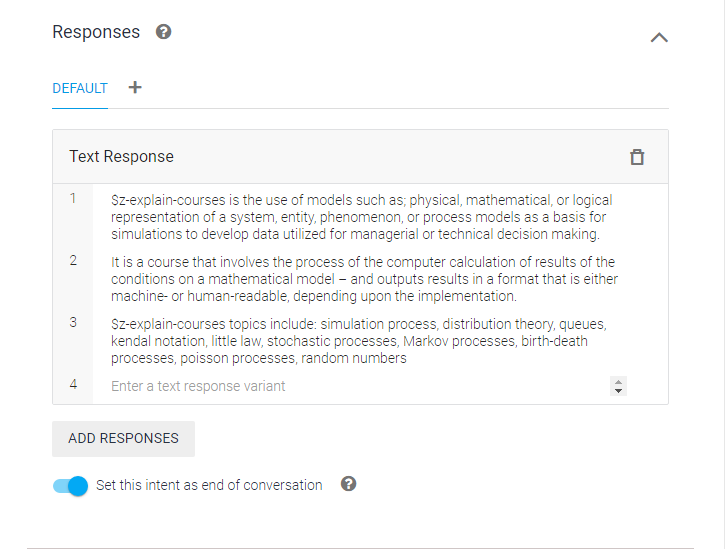 Responses ?
DEFAULT +
Text Response
1 $z-explain-courses is the use of models such as; physical, mathematical, or logical
representation of a system, entity, phenomenon, or process models as a basis for
simulations to develop data utilized for managerial or technical decision making.
2 It is a course that involves the process of the computer calculation of results of the
conditions on a mathematical model – and outputs results in a format that is either
machine- or human-readable, depending upon the implementation.
3 $z-explain-courses topics include: simulation process, distribution theory, queues,
kendal notation, little law, stochastic processes, Markov processes, birth-death
processes, poisson processes, random numbers
4 Enter a text response variant
ADD RESPONSES
Set this intent as end of conversation ?